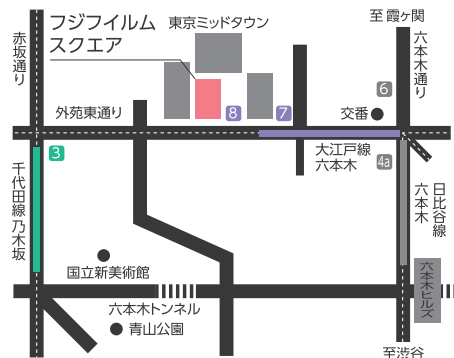 フジフイルム
スクエア
東京ミッドタウン
至 霞ヶ関
赤坂通り
六本木通り
6
外苑東通り
8
7
交番
3
大江戸線
六本木
4a
千代田線 乃木坂
日比谷線
六本木
国立新美術館
六本木ヒルズ
六本木トンネル
青山公園
至渋谷